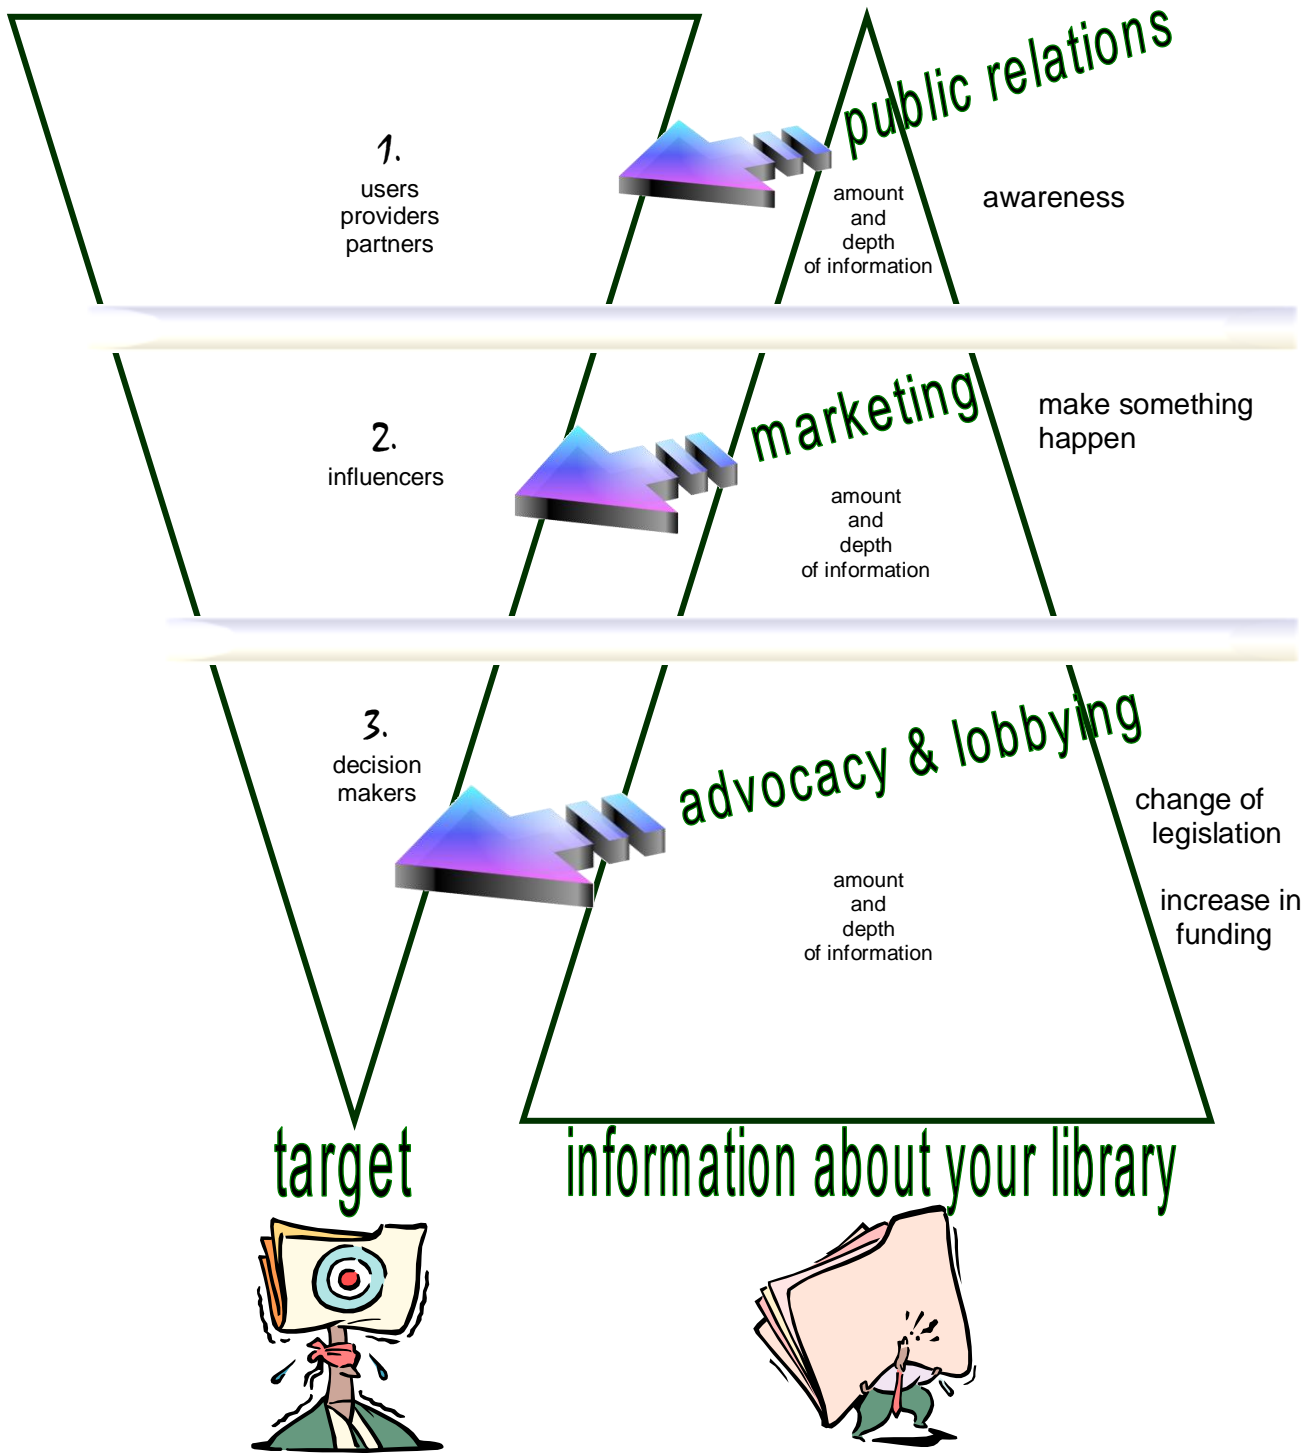 public relations
1.
users
providers
partners
amount
and
depth
of information
awareness
marketing
2.
influencers
amount
and
depth
of information
make something
happen
advocacy & lobbying
3.
decision
makers
amount
and
depth
of information
change of
legislation
increase in
funding
target
information about your library